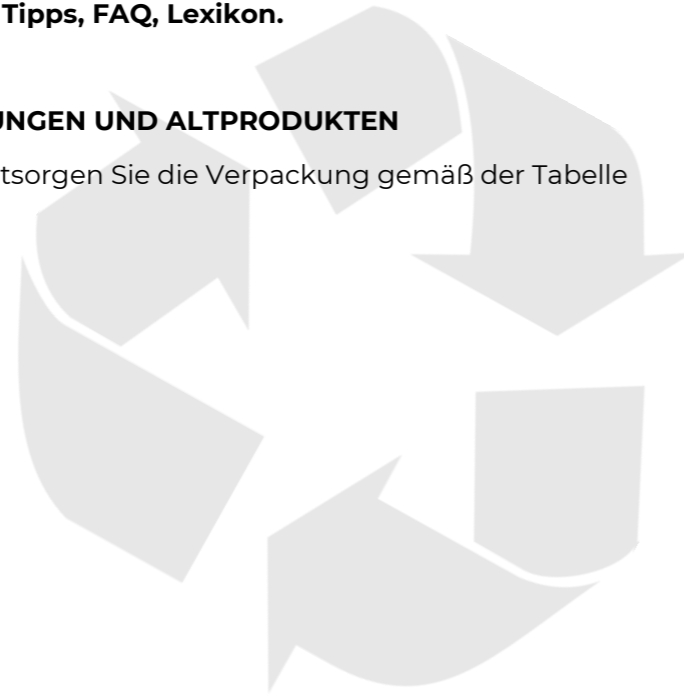 Tipps, FAQ, Lexikon.
UNGEN UND ALTPRODUKTEN
tsorgen Sie die Verpackung gemäß der Tabelle